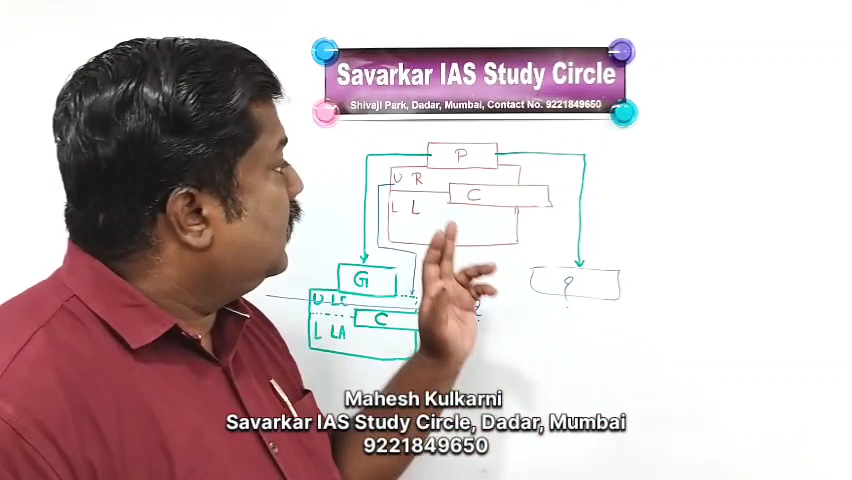 Savarkar IAS Study Circle
Shivaji Park, Dadar, Mumbai, Contact No. 9221849650
P
U R
C
L L
G
?
U LC
C
L LA
Mahesh Kulkarni
Savarkar IAS Study Circle, Dadar, Mumbai
9221849650